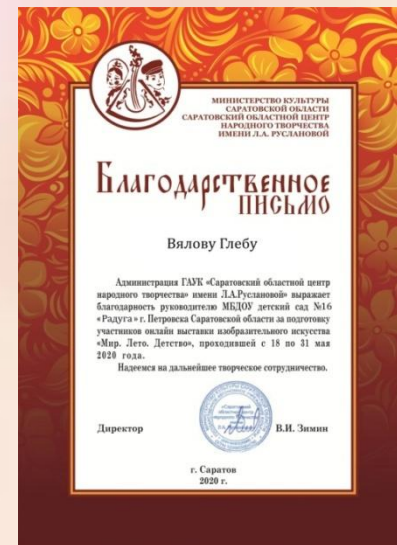 МИНИСТЕРСТВО КУЛЬТУРЫ
САРАТОВСКОЙ ОБЛАСТИ
САРАТОВСКИЙ ОБЛАСТНОЙ ЦЕНТР
НАРОДНОГО ТВОРЧЕСТВА
ИМЕНИ Л.А. РУСЛАНОВОЙ
БЛАГОДАРСТВЕННОЕ
ПИСЬМО
Вялову Глебу
Администрация ГАУК «Саратовский областной центр
народного творчества» имени Л.А.Руслановой» выражает
благодарность руководителю МБДОУ детский сад №16
«Радуга» г. Петровска Саратовской области за подготовку
участников онлайн выставки изобразительного искусства
«Мир. Лето. Детство», проходившей с 18 по 31 мая
2020 года.
Надеемся на дальнейшее творческое сотрудничество.
Директор
В.И. Зимин
г. Саратов
2020 г.